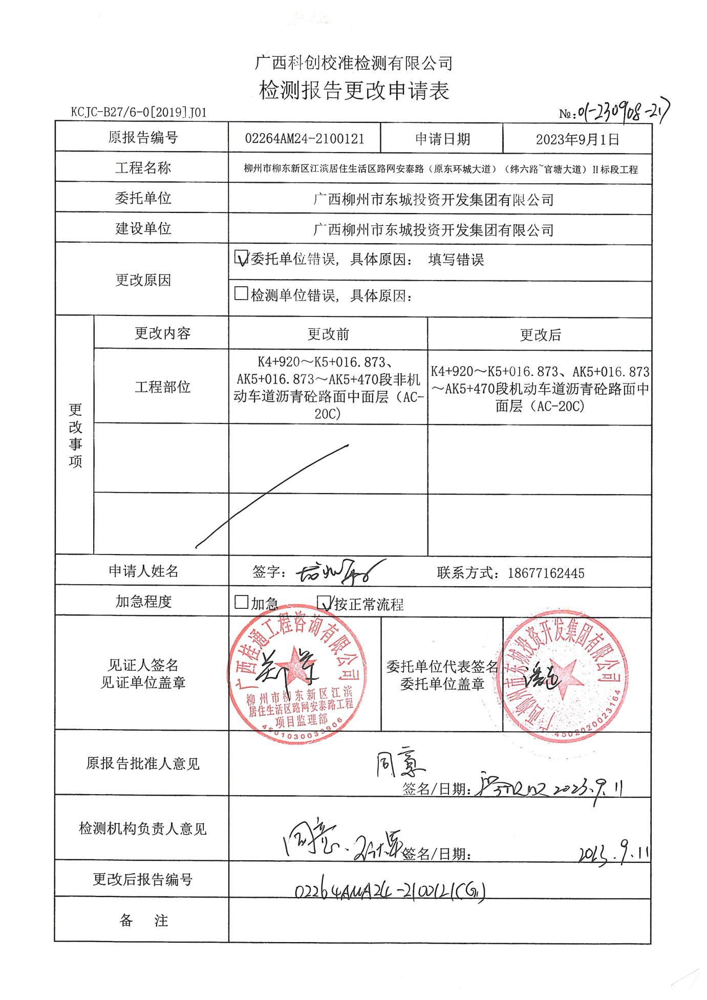 广西科创校准检测有限公司
检测报告更改申请表
KCJC-B27/6-0[2019]J01
№:01-230908-217
原报告编号 02264AM24-2100121 申请日期 2023年9月1日
工程名称 柳州市柳东新区江滨居住生活区路网安泰路（原东环城大道）（纬六路~官塘大道）II标段工程
委托单位 广西柳州市东城投资开发集团有限公司
建设单位 广西柳州市东城投资开发集团有限公司
更改原因
委托单位错误，具体原因： 填写错误
检测单位错误，具体原因：
更改事项
更改内容 更改前 更改后
工程部位
K4+920～K5+016.873、
AK5+016.873～AK5+470段非机
动车道沥青砼路面中面层（AC-
20C)
K4+920～K5+016.873、AK5+016.873
～AK5+470段机动车道沥青砼路面中
面层（AC-20C)
申请人姓名 签字： 联系方式：18677162445
加急程度 加急 按正常流程
见证人签名
见证单位盖章
广西桂通工程咨询有限公司
柳州市柳东新区江滨
居住生活区路网安泰路工程
项目监理部
4501030033906
委托单位代表签名
委托单位盖章
广西柳州市东城投资开发集团有限公司
4502020023164
原报告批准人意见
同意
签名/日期： 2023.9.11
检测机构负责人意见
同意.
签名/日期： 2023.9.11
更改后报告编号 02264AMA24-2100121(G1)
备 注